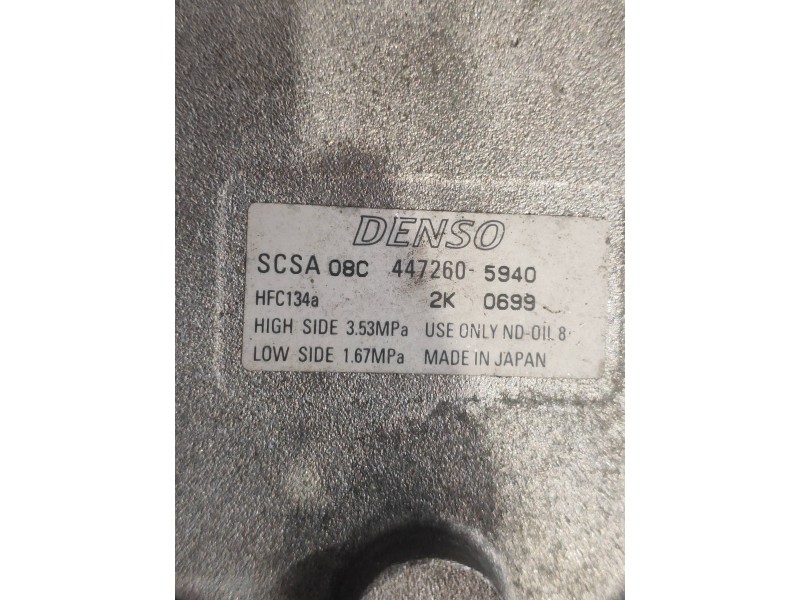 DENSO
SCSA 08C 447260-5940
HFC134a 2K 0699
HIGH SIDE 3.53MPa USE ONLY ND-OIL 8
LOW SIDE 1.67MPa MADE IN JAPAN